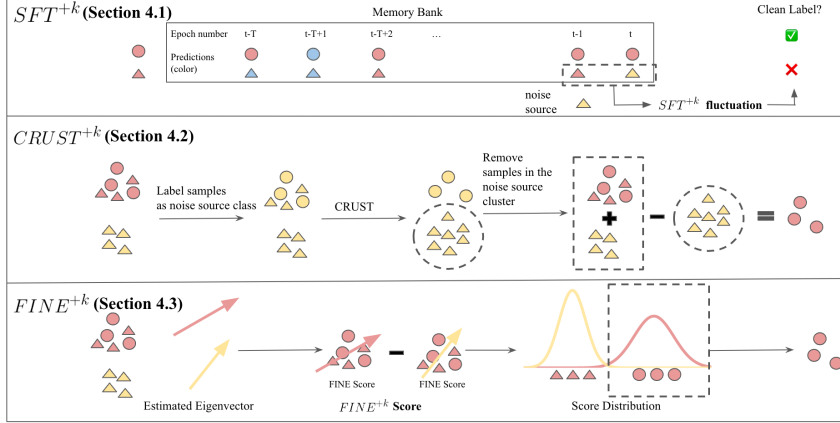 SFT+k (Section 4.1)
Memory Bank
Clean Label?
Epoch number t-T t-T+1 t-T+2 ... t-1 t
Predictions
(color)
noise
source
SFT+k fluctuation
CRUST+k (Section 4.2)
Label samples
as noise source class
CRUST
Remove
samples in the
noise source
cluster
FINE+k (Section 4.3)
Estimated Eigenvector
FINE Score
FINE Score
FINE+k Score
Score Distribution